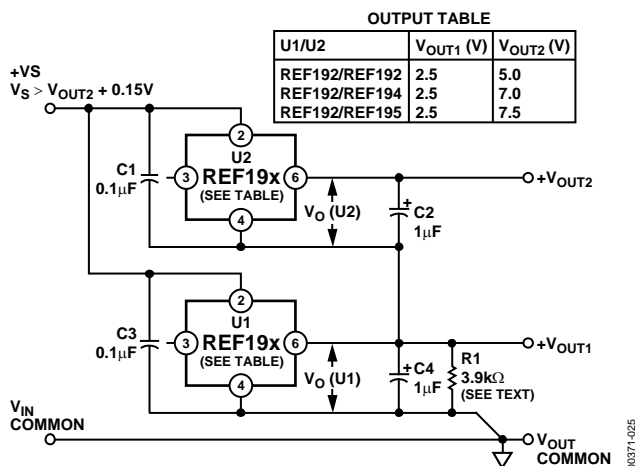 OUTPUT TABLE
U1/U2 VOUT1 (V) VOUT2 (V)
REF192/REF192 2.5 5.0
REF192/REF194 2.5 7.0
REF192/REF195 2.5 7.5
+VS
VS > VOUT2 + 0.15V
2
U2
C1
0.1µF
3
REF19x
(SEE TABLE)
6
4
VO (U2)
+
C2
1µF
+VOUT2
2
U1
C3
0.1µF
3
REF19x
(SEE TABLE)
6
4
VO (U1)
+
C4
1µF
R1
3.9kΩ
(SEE TEXT)
+VOUT1
VIN
COMMON
VOUT
COMMON
00371-025